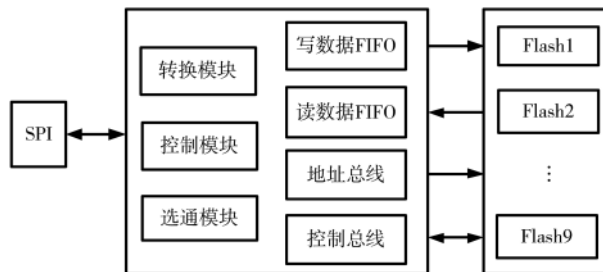 SPI
转换模块
控制模块
选通模块
写数据FIFO
读数据FIFO
地址总线
控制总线
Flash1
Flash2
⋮
Flash9